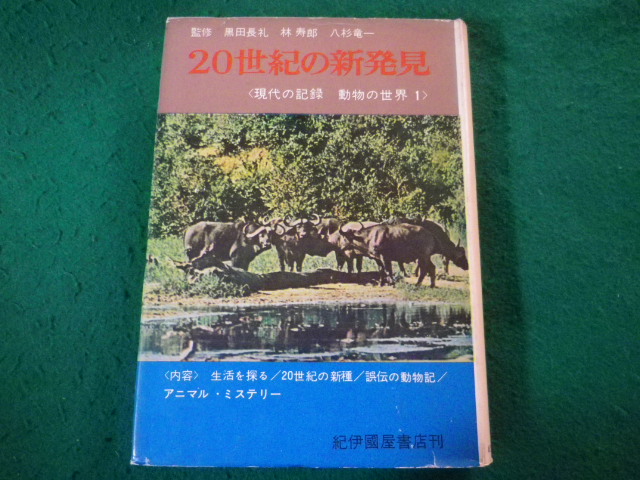 監修 黒田長礼 林寿郎 八杉竜一
20世紀の新発見
〈現代の記録 動物の世界 1〉
〈内容〉 生活を探る／20世紀の新種／誤伝の動物記／
アニマル・ミステリー
紀伊國屋書店刊